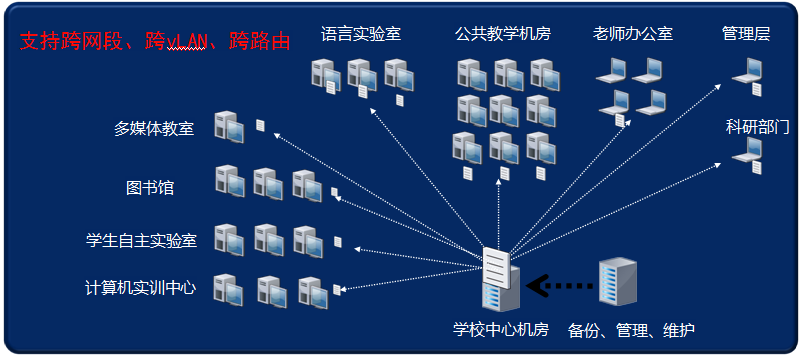 支持跨网段、跨vLAN、跨路由
语言实验室
公共教学机房
老师办公室
管理层
多媒体教室
科研部门
图书馆
学生自主实验室
计算机实训中心
学校中心机房
备份、管理、维护